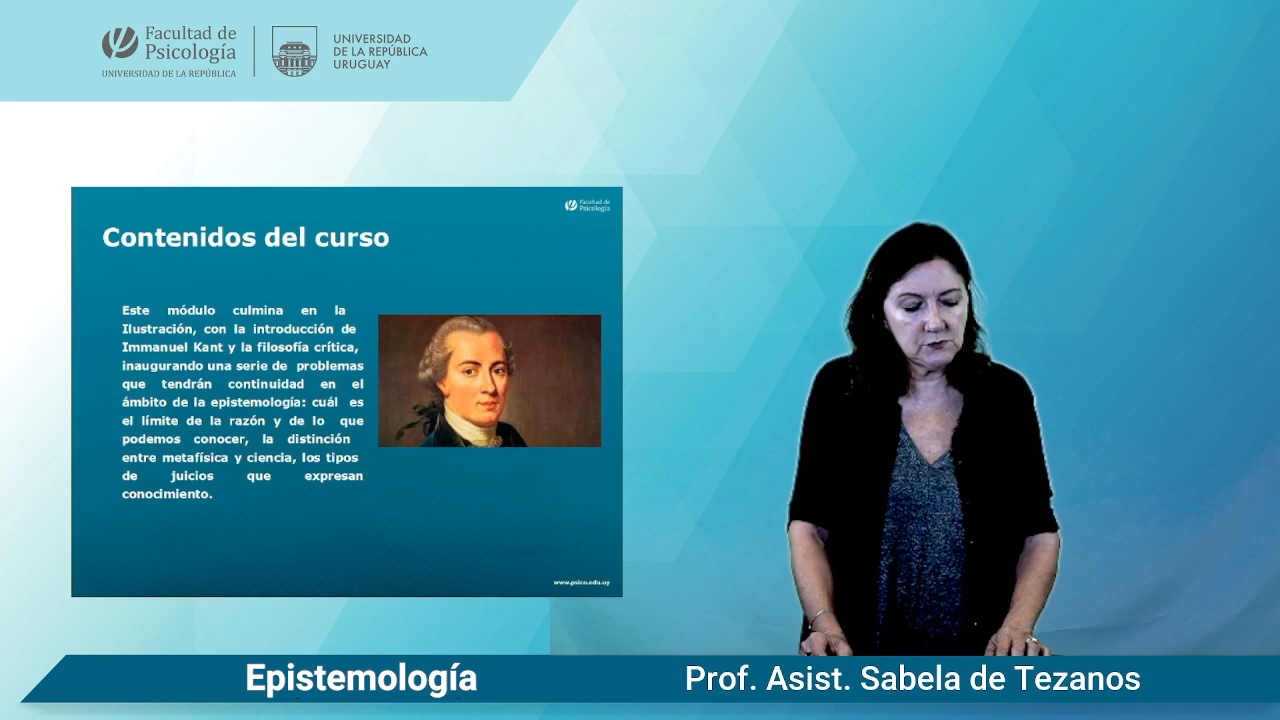 Facultad de
Psicología
UNIVERSIDAD DE LA REPÚBLICA
UNIVERSIDAD
DE LA REPÚBLICA
URUGUAY
Facultad de
Psicología
Contenidos del curso
Este módulo culmina en la
Ilustración, con la introducción de
Immanuel Kant y la filosofía crítica,
inaugurando una serie de problemas
que tendrán continuidad en el
ámbito de la epistemología: cuál es
el límite de la razón y de lo que
podemos conocer, la distinción
entre metafísica y ciencia, los tipos
de juicios que expresan
conocimiento.
www.psico.edu.uy
Epistemología
Prof. Asist. Sabela de Tezanos